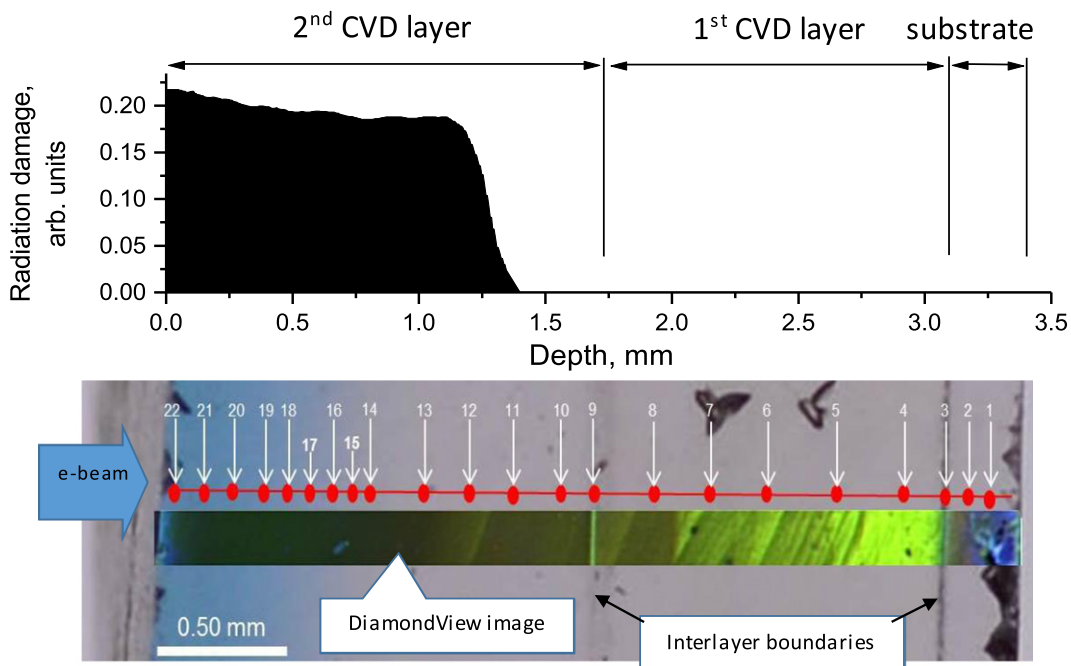 2nd CVD layer
1st CVD layer
substrate
Radiation damage,
arb. units
0.20
0.15
0.10
0.05
0.00
0.0 0.5 1.0 1.5 2.0 2.5 3.0 3.5
Depth, mm
22 21 20 19 18 16 14 13 12 11 10 9 8 7 6 5 4 3 2 1
17 15
e-beam
DiamondView image
0.50 mm
Interlayer boundaries